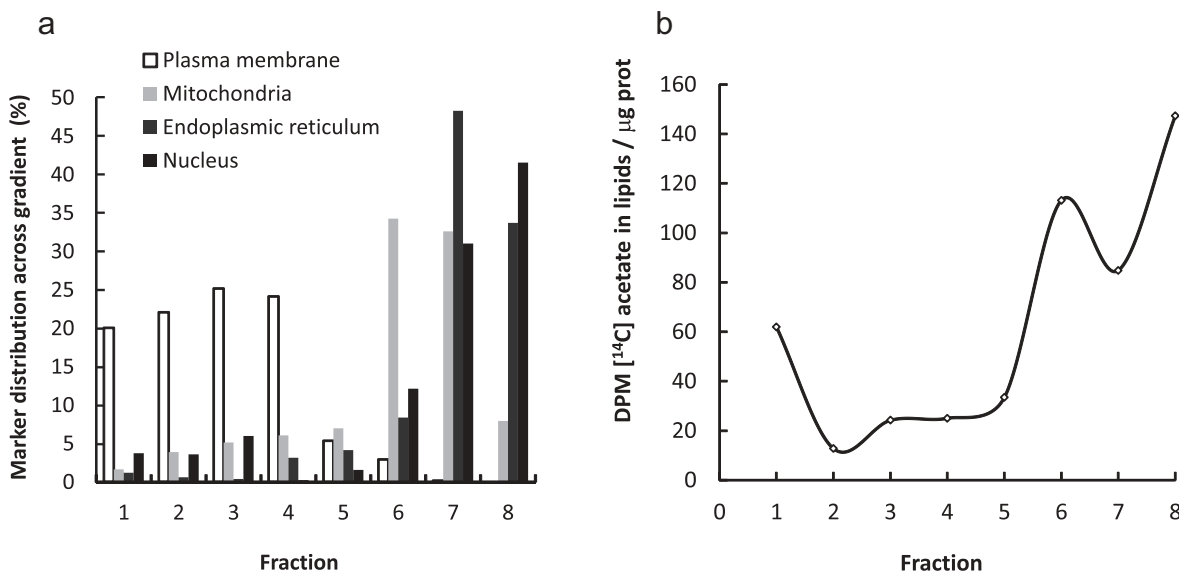 a
Plasma membrane
Mitochondria
Endoplasmic reticulum
Nucleus
Marker distribution across gradient (%)
50
45
40
35
30
25
20
15
10
5
0
1 2 3 4 5 6 7 8
Fraction
b
DPM [¹⁴C] acetate in lipids / µg prot
160
140
120
100
80
60
40
20
0
0 1 2 3 4 5 6 7 8
Fraction